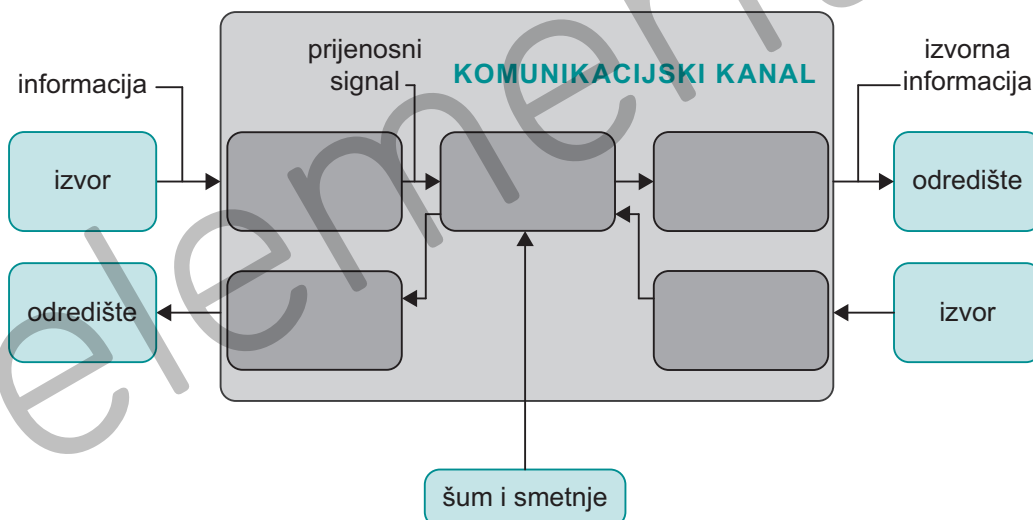 prijenosni
signal
KOMUNIKACIJSKI KANAL
izvorna
informacija
informacija
izvor
odredište
odredište
izvor
šum i smetnje
element